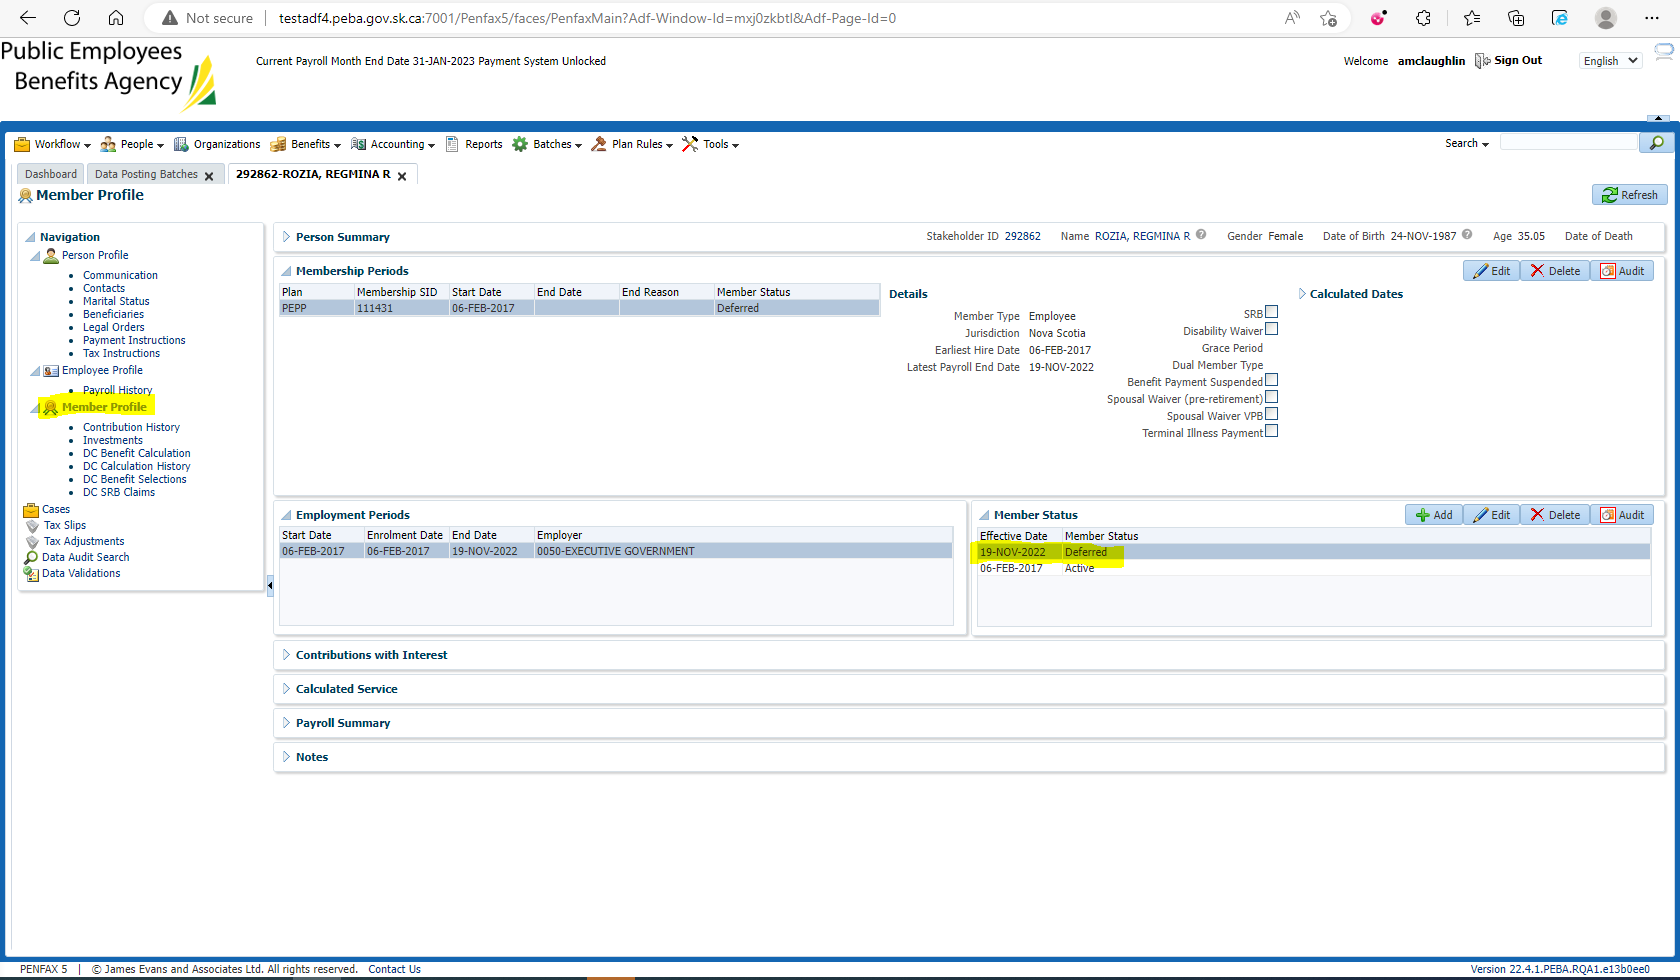 Not secure | testadf4.peba.gov.sk.ca:7001/Penfax5/faces/PenfaxMain?Adf-Window-Id=mxj0zkbtl&Adf-Page-Id=0
Public Employees
Benefits Agency
Current Payroll Month End Date 31-JAN-2023 Payment System Unlocked
Welcome amclaughlin Sign Out English
Workflow People Organizations Benefits Accounting Reports Batches Plan Rules Tools Search
Dashboard Data Posting Batches 292862-ROZIA, REGMINA R
Member Profile
Refresh
Navigation
Person Profile
Communication
Contacts
Marital Status
Beneficiaries
Legal Orders
Payment Instructions
Tax Instructions
Employee Profile
Payroll History
Member Profile
Contribution History
Investments
DC Benefit Calculation
DC Calculation History
DC Benefit Selections
DC SRB Claims
Cases
Tax Slips
Tax Adjustments
Data Audit Search
Data Validations
Person Summary Stakeholder ID 292862 Name ROZIA, REGMINA R Gender Female Date of Birth 24-NOV-1987 Age 35.05 Date of Death
Membership Periods Edit Delete Audit
Plan Membership SID Start Date End Date End Reason Member Status
PEPP 111431 06-FEB-2017 Deferred
Details
Member Type Employee
Jurisdiction Nova Scotia
Earliest Hire Date 06-FEB-2017
Latest Payroll End Date 19-NOV-2022
SRB
Disability Waiver
Grace Period
Dual Member Type
Benefit Payment Suspended
Spousal Waiver (pre-retirement)
Spousal Waiver VPB
Terminal Illness Payment
Calculated Dates
Employment Periods
Start Date Enrolment Date End Date Employer
06-FEB-2017 06-FEB-2017 19-NOV-2022 0050-EXECUTIVE GOVERNMENT
Member Status Add Edit Delete Audit
Effective Date Member Status
19-NOV-2022 Deferred
06-FEB-2017 Active
Contributions with Interest
Calculated Service
Payroll Summary
Notes
PENFAX 5 | © James Evans and Associates Ltd. All rights reserved. Contact Us
Version 22.4.1.PEBA.RQA1.e13b0ee0